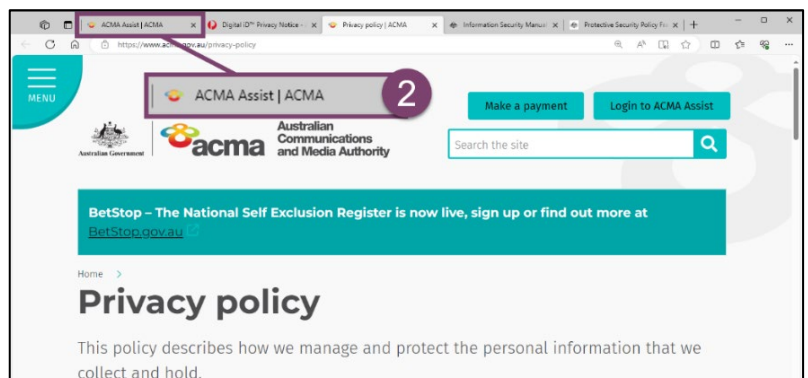 ACMA Assist | ACMA
Digital ID™ Privacy Notice -
Privacy policy | ACMA
Information Security Manual
Protective Security Policy Fr
https://www.acma.gov.au/privacy-policy
MENU
ACMA Assist | ACMA
2
Make a payment
Login to ACMA Assist
Australian Government
acma
Australian
Communications
and Media Authority
Search the site
BetStop – The National Self Exclusion Register is now live, sign up or find out more at
BetStop.gov.au
Home >
Privacy policy
This policy describes how we manage and protect the personal information that we
collect and hold.